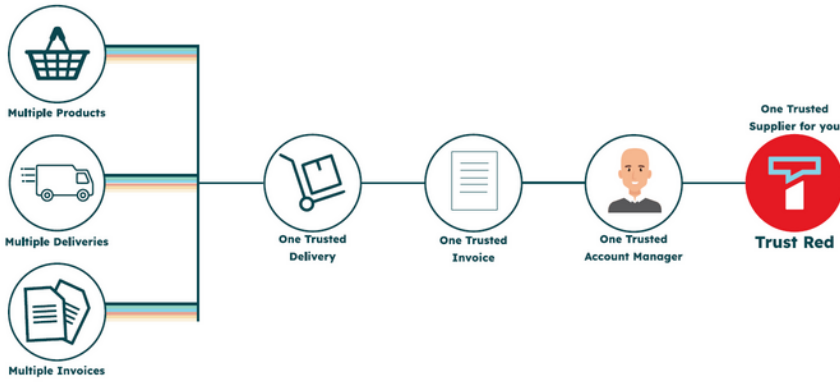 Multiple Products
Multiple Deliveries
Multiple Invoices
One Trusted
Delivery
One Trusted
Invoice
One Trusted
Account Manager
One Trusted
Supplier for you
Trust Red